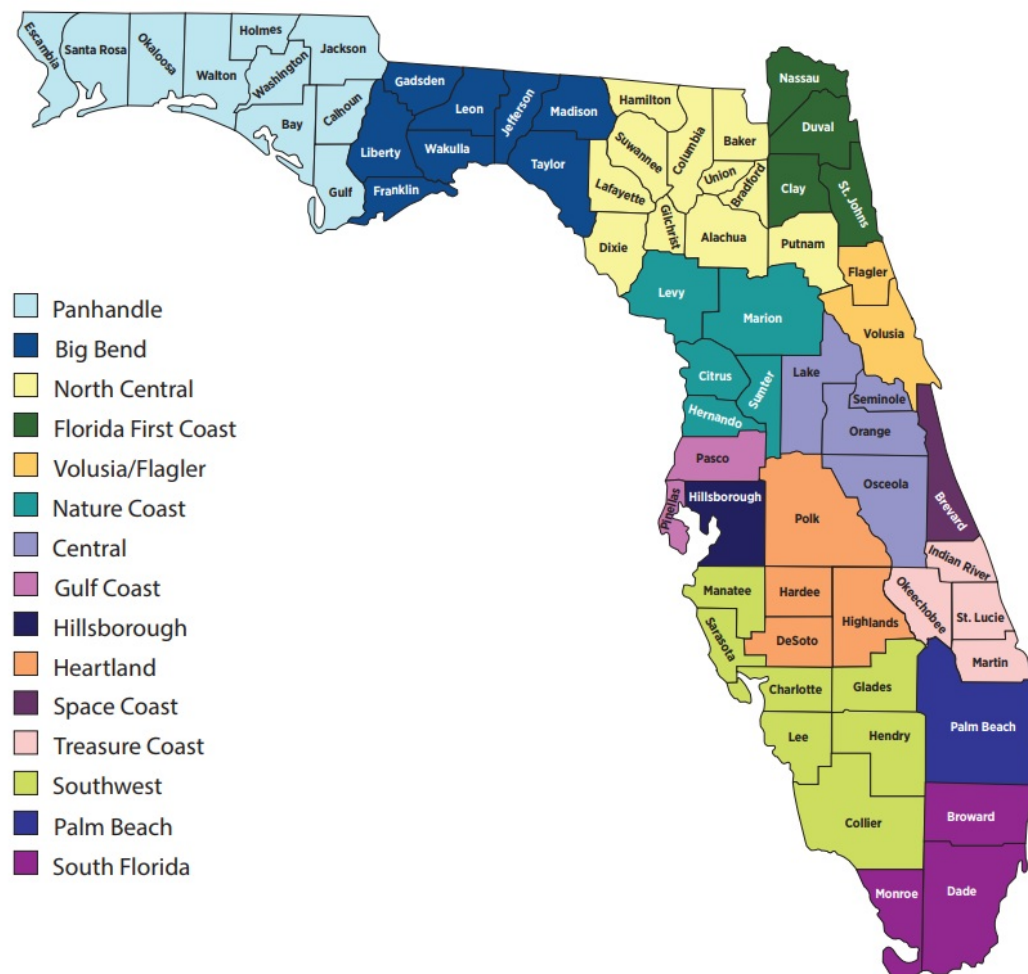 Escambia
Santa Rosa
Okaloosa
Walton
Holmes
Washington
Jackson
Bay
Calhoun
Gulf
Gadsden
Liberty
Franklin
Leon
Wakulla
Jefferson
Madison
Taylor
Hamilton
Suwannee
Lafayette
Columbia
Baker
Union
Bradford
Gilchrist
Dixie
Alachua
Putnam
Nassau
Duval
Clay
St. Johns
Flagler
Volusia
Levy
Marion
Citrus
Sumter
Hernando
Lake
Seminole
Orange
Osceola
Brevard
Pasco
Pinellas
Hillsborough
Polk
Hardee
DeSoto
Highlands
Indian River
Okeechobee
St. Lucie
Martin
Manatee
Sarasota
Charlotte
Glades
Lee
Hendry
Collier
Palm Beach
Broward
Monroe
Dade
Panhandle
Big Bend
North Central
Florida First Coast
Volusia/Flagler
Nature Coast
Central
Gulf Coast
Hillsborough
Heartland
Space Coast
Treasure Coast
Southwest
Palm Beach
South Florida